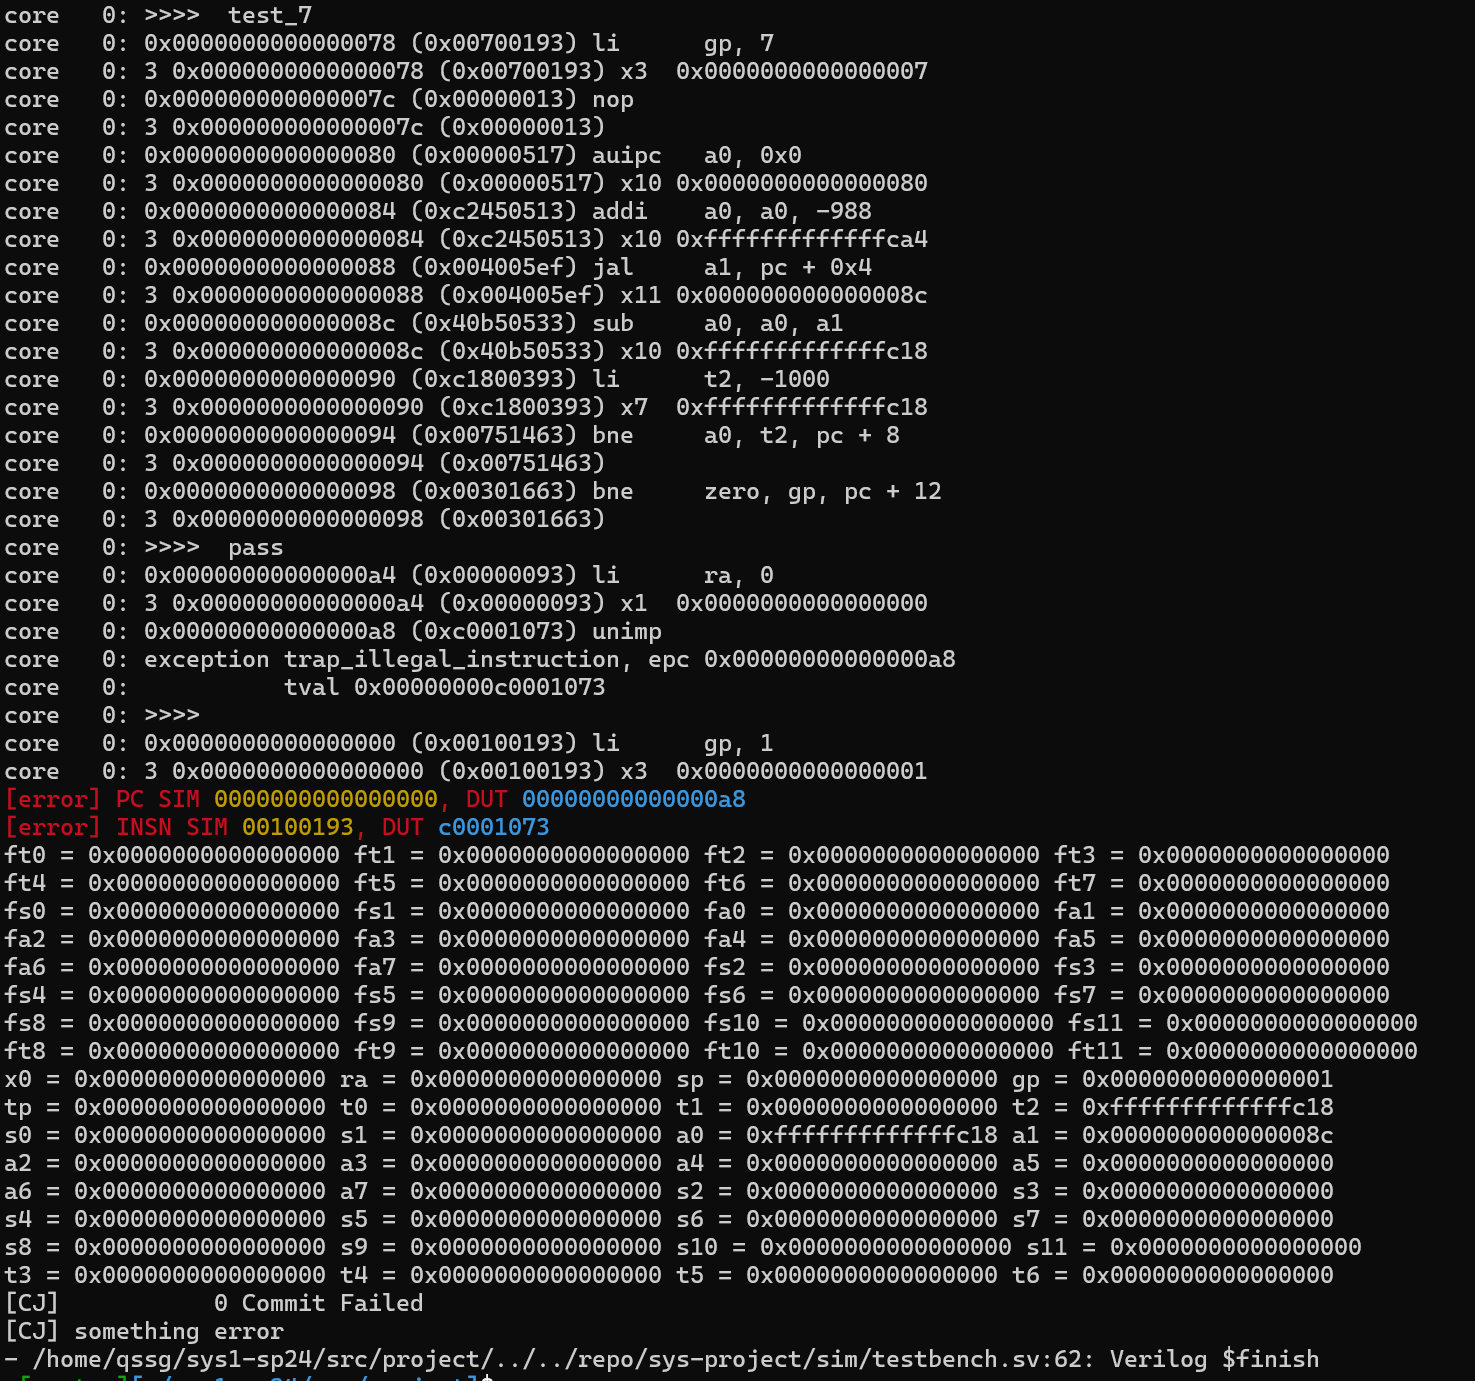 core   0: >>>>  test_7
core   0: 0x0000000000000078 (0x00700193) li      gp, 7
core   0: 3 0x0000000000000078 (0x00700193) x3  0x0000000000000007
core   0: 0x000000000000007c (0x00000013) nop
core   0: 3 0x000000000000007c (0x00000013)
core   0: 0x0000000000000080 (0x00000517) auipc   a0, 0x0
core   0: 3 0x0000000000000080 (0x00000517) x10 0x0000000000000080
core   0: 0x0000000000000084 (0xc2450513) addi    a0, a0, -988
core   0: 3 0x0000000000000084 (0xc2450513) x10 0xfffffffffffffca4
core   0: 0x0000000000000088 (0x004005ef) jal     a1, pc + 0x4
core   0: 3 0x0000000000000088 (0x004005ef) x11 0x000000000000008c
core   0: 0x000000000000008c (0x40b50533) sub     a0, a0, a1
core   0: 3 0x000000000000008c (0x40b50533) x10 0xfffffffffffffc18
core   0: 0x0000000000000090 (0xc1800393) li      t2, -1000
core   0: 3 0x0000000000000090 (0xc1800393) x7  0xfffffffffffffc18
core   0: 0x0000000000000094 (0x00751463) bne     a0, t2, pc + 8
core   0: 3 0x0000000000000094 (0x00751463)
core   0: 0x0000000000000098 (0x00301663) bne     zero, gp, pc + 12
core   0: 3 0x0000000000000098 (0x00301663)
core   0: >>>>  pass
core   0: 0x00000000000000a4 (0x00000093) li      ra, 0
core   0: 3 0x00000000000000a4 (0x00000093) x1  0x0000000000000000
core   0: 0x00000000000000a8 (0xc0001073) unimp
core   0: exception trap_illegal_instruction, epc 0x00000000000000a8
core   0:           tval 0x00000000c0001073
core   0: >>>>
core   0: 0x0000000000000000 (0x00100193) li      gp, 1
core   0: 3 0x0000000000000000 (0x00100193) x3  0x0000000000000001
[error] PC SIM 0000000000000000, DUT 00000000000000a8
[error] INSN SIM 00100193, DUT c0001073
ft0 = 0x0000000000000000 ft1 = 0x0000000000000000 ft2 = 0x0000000000000000 ft3 = 0x0000000000000000
ft4 = 0x0000000000000000 ft5 = 0x0000000000000000 ft6 = 0x0000000000000000 ft7 = 0x0000000000000000
fs0 = 0x0000000000000000 fs1 = 0x0000000000000000 fa0 = 0x0000000000000000 fa1 = 0x0000000000000000
fa2 = 0x0000000000000000 fa3 = 0x0000000000000000 fa4 = 0x0000000000000000 fa5 = 0x0000000000000000
fa6 = 0x0000000000000000 fa7 = 0x0000000000000000 fs2 = 0x0000000000000000 fs3 = 0x0000000000000000
fs4 = 0x0000000000000000 fs5 = 0x0000000000000000 fs6 = 0x0000000000000000 fs7 = 0x0000000000000000
fs8 = 0x0000000000000000 fs9 = 0x0000000000000000 fs10 = 0x0000000000000000 fs11 = 0x0000000000000000
ft8 = 0x0000000000000000 ft9 = 0x0000000000000000 ft10 = 0x0000000000000000 ft11 = 0x0000000000000000
x0 = 0x0000000000000000 ra = 0x0000000000000000 sp = 0x0000000000000000 gp = 0x0000000000000001
tp = 0x0000000000000000 t0 = 0x0000000000000000 t1 = 0x0000000000000000 t2 = 0xfffffffffffffc18
s0 = 0x0000000000000000 s1 = 0x0000000000000000 a0 = 0xfffffffffffffc18 a1 = 0x000000000000008c
a2 = 0x0000000000000000 a3 = 0x0000000000000000 a4 = 0x0000000000000000 a5 = 0x0000000000000000
a6 = 0x0000000000000000 a7 = 0x0000000000000000 s2 = 0x0000000000000000 s3 = 0x0000000000000000
s4 = 0x0000000000000000 s5 = 0x0000000000000000 s6 = 0x0000000000000000 s7 = 0x0000000000000000
s8 = 0x0000000000000000 s9 = 0x0000000000000000 s10 = 0x0000000000000000 s11 = 0x0000000000000000
t3 = 0x0000000000000000 t4 = 0x0000000000000000 t5 = 0x0000000000000000 t6 = 0x0000000000000000
[CJ]           0 Commit Failed
[CJ] something error
- /home/qssg/sys1-sp24/src/project/../../repo/sys-project/sim/testbench.sv:62: Verilog $finish